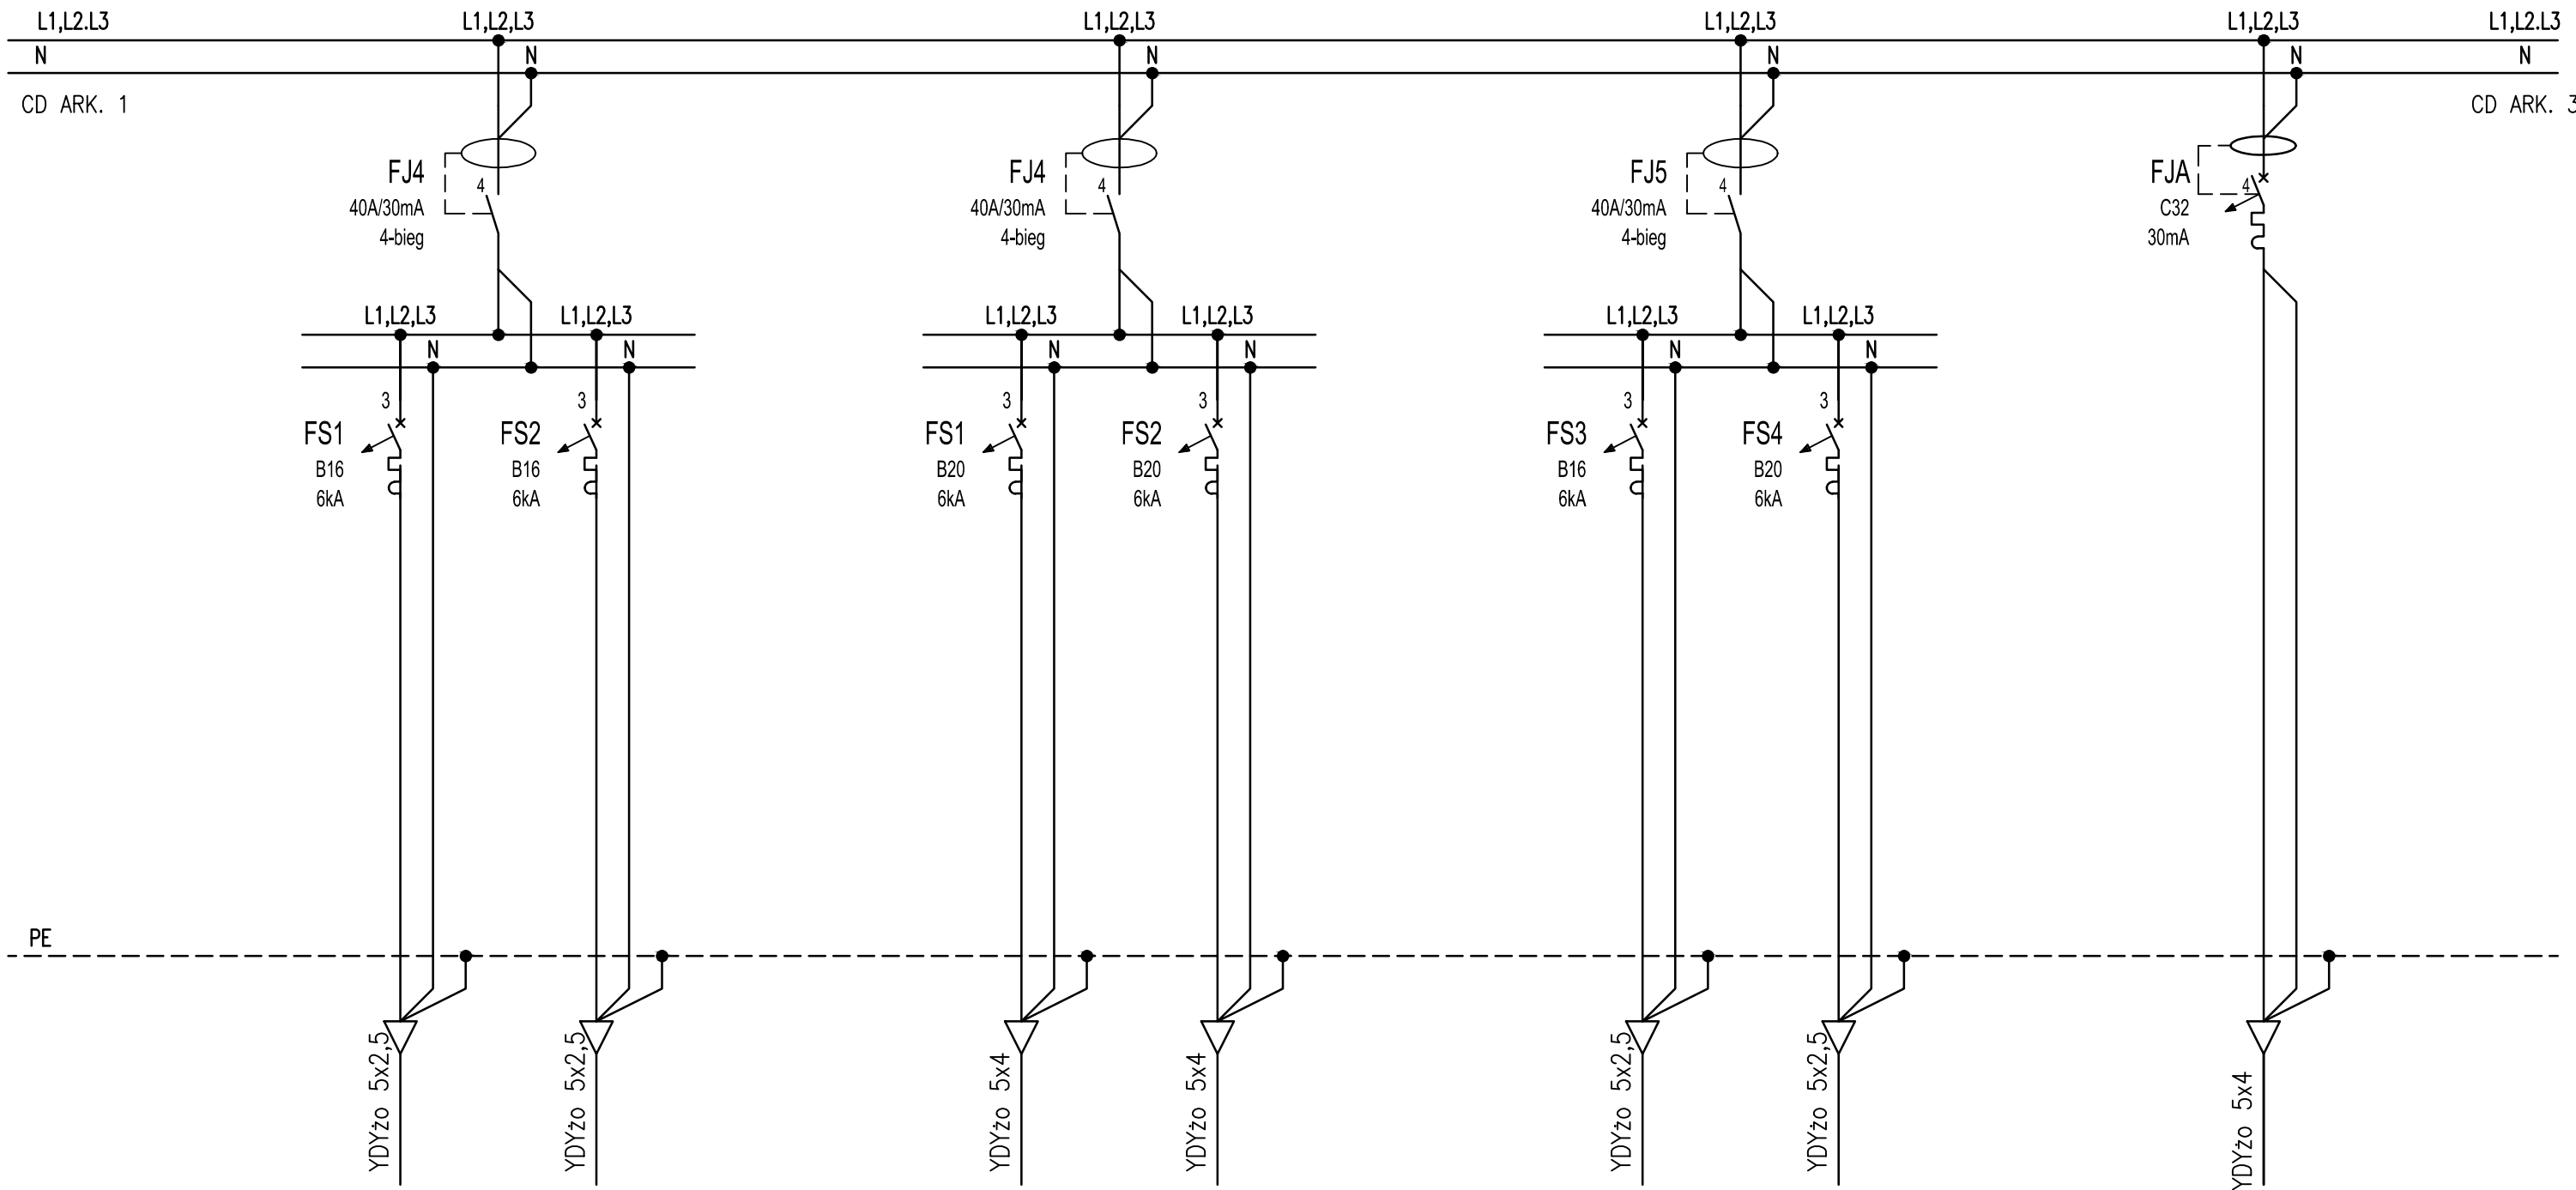 L1,L2.L3
L1,L2,L3
L1,L2,L3
L1,L2,L3
L1,L2,L3
L1,L2.L3
N
N
N
N
N
N
CD ARK. 1
CD ARK. 3
FJ4
4
40A/30mA
4-bieg
FJ4
4
40A/30mA
4-bieg
FJ5
4
40A/30mA
4-bieg
FJA
4
C32
30mA
L1,L2,L3
L1,L2,L3
N
N
L1,L2,L3
L1,L2,L3
N
N
L1,L2,L3
L1,L2,L3
N
N
3
FS1
B16
6kA
3
FS2
B16
6kA
3
FS1
B20
6kA
3
FS2
B20
6kA
3
FS3
B16
6kA
3
FS4
B20
6kA
PE
YDYżo 5x2,5
YDYżo 5x2,5
YDYżo 5x4
YDYżo 5x4
YDYżo 5x2,5
YDYżo 5x2,5
YDYżo 5x4